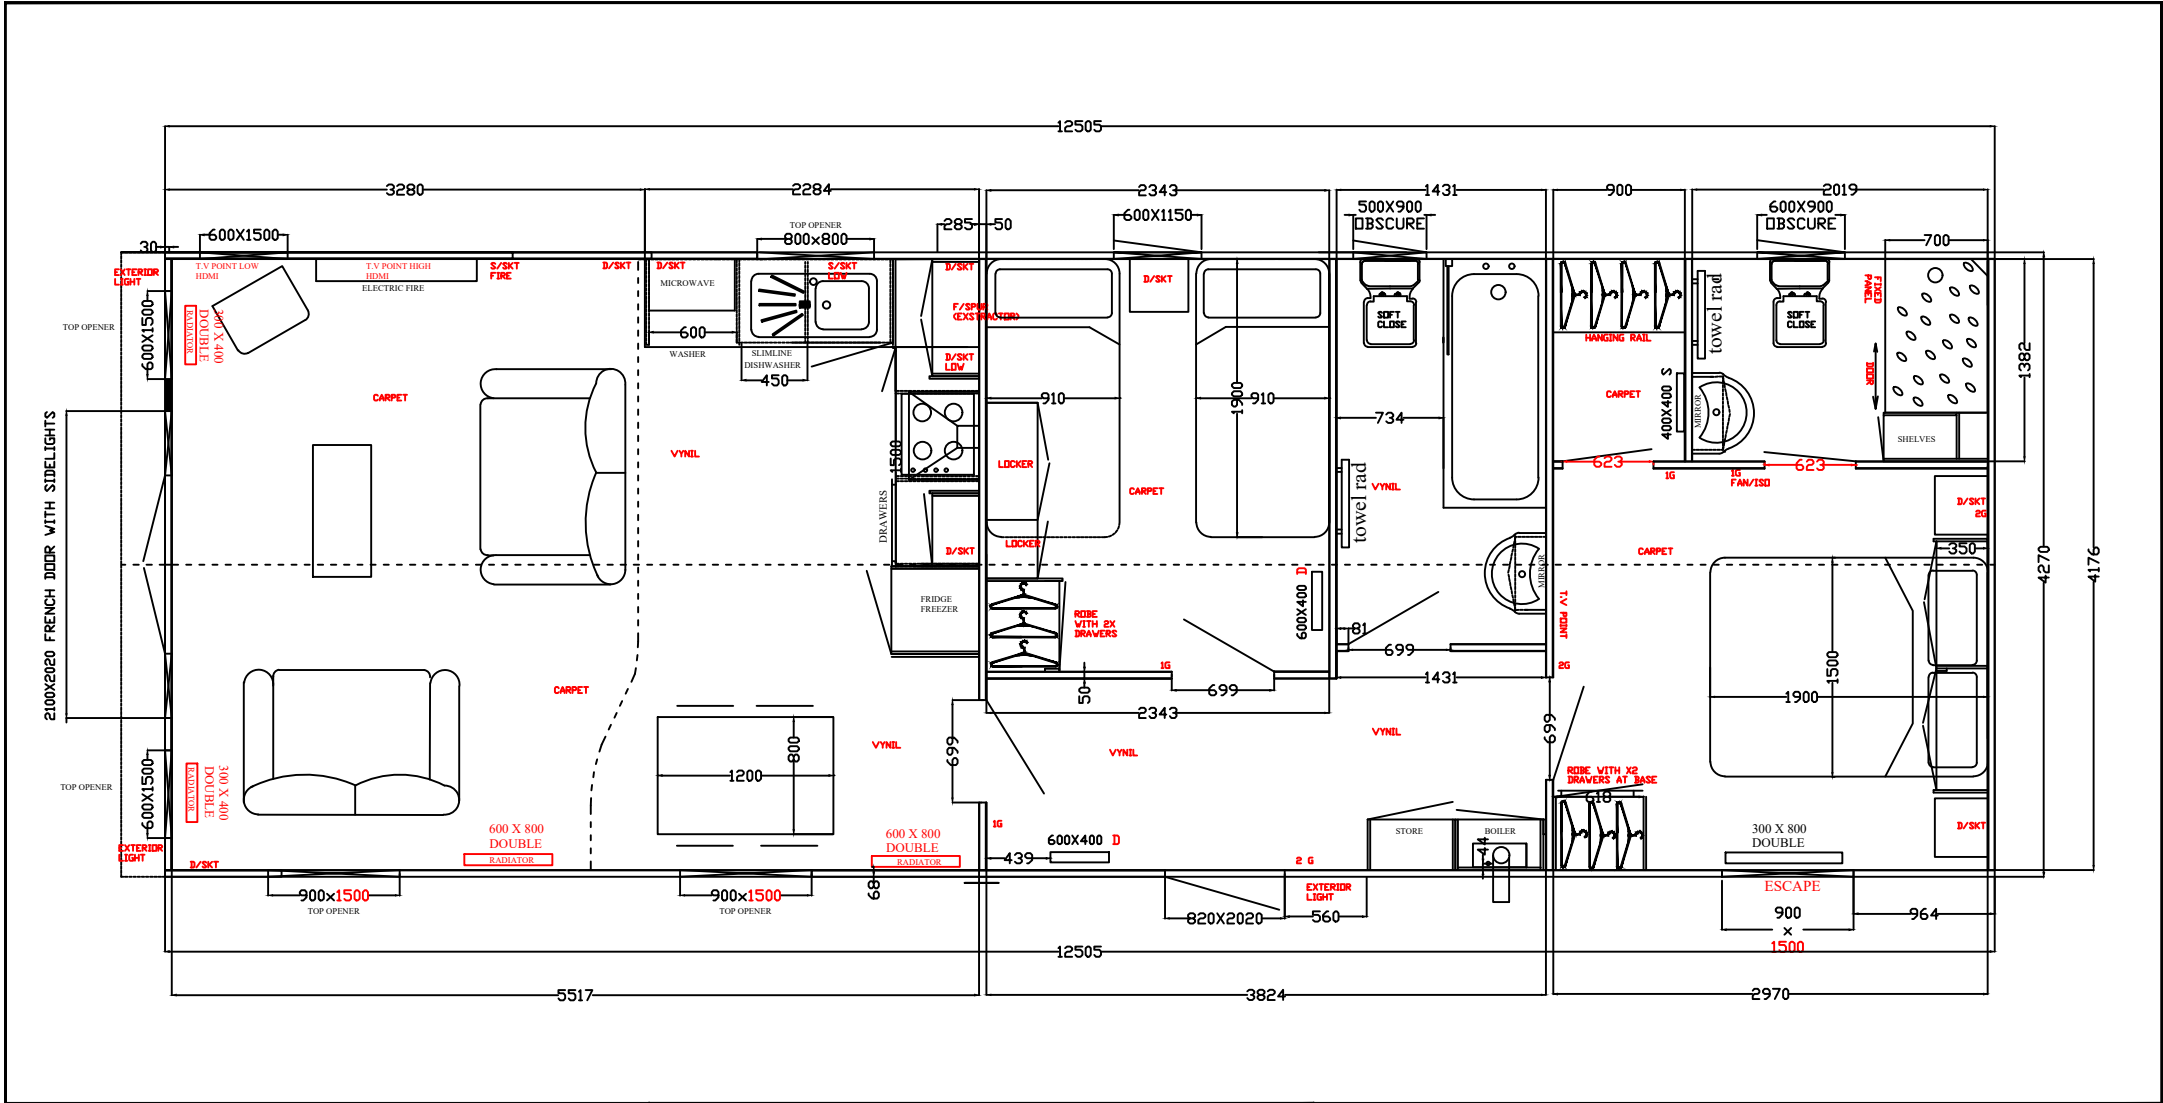 12505
3280
2284
2343
1431
900
2019
600X1500
TOP OPENER
800x800
285
50
600X1150
500X900
OBSCURE
600X900
OBSCURE
700
30
EXTERIOR
LIGHT
T.V POINT LOW
HDMI
T.V POINT HIGH
HDMI
ELECTRIC FIRE
S/SKT
FIRE
D/SKT
D/SKT
MICROWAVE
S/SKT
LOW
D/SKT
F/SPUR
(EXSTRACTOR)
D/SKT
SOFT
CLOSE
towel rad
SOFT
CLOSE
FIXED
PANEL
TOP OPENER
600X1500
300 X 400
DOUBLE
RADIATOR
600
WASHER
SLIMLINE
DISHWASHER
450
D/SKT
LOW
HANGING RAIL
DOOR
1382
CARPET
910
1900
910
734
CARPET
400X400 S
MIRROR
SHELVES
2100X2020 FRENCH DOOR WITH SIDELIGHTS
VYNIL
1500
LOCKER
CARPET
towel rad
VYNIL
623
1G
1G
FAN/ISO
623
D/SKT
2G
DRAWERS
D/SKT
LOCKER
MIRROR
CARPET
350
4270
4176
FRIDGE
FREEZER
ROBE
WITH 2X
DRAWERS
600X400 D
81
699
T.V POINT
2G
1500
1900
CARPET
1G
50
699
1431
2343
699
699
VYNIL
VYNIL
VYNIL
800
1200
TOP OPENER
600X1500
300 X 400
DOUBLE
RADIATOR
EXTERIOR
LIGHT
D/SKT
600 X 800
DOUBLE
RADIATOR
600 X 800
DOUBLE
RADIATOR
1G
600X400 D
439
2 G
STORE
BOILER
44
ROBE WITH X2
DRAWERS AT BASE
618
300 X 800
DOUBLE
D/SKT
900x1500
TOP OPENER
900x1500
TOP OPENER
68
820X2020
EXTERIOR
LIGHT
560
ESCAPE
900
x
1500
964
12505
5517
3824
2970